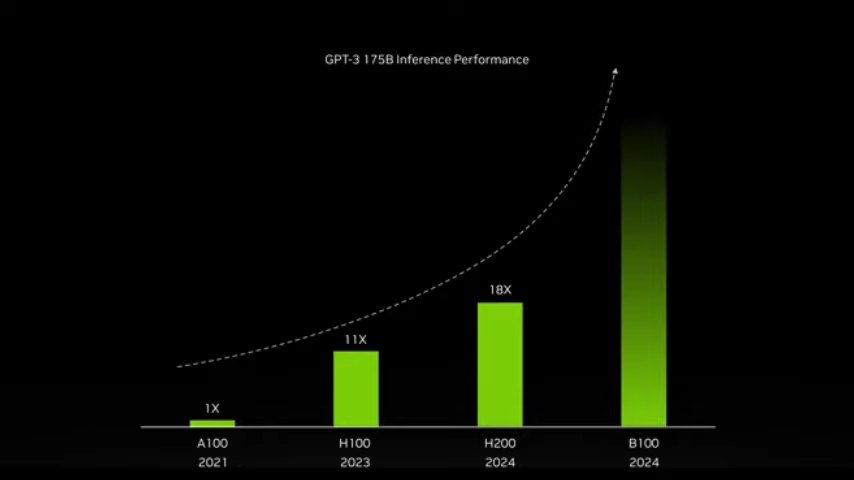 GPT-3 175B Inference Performance
1X
11X
18X
A100
2021
H100
2023
H200
2024
B100
2024